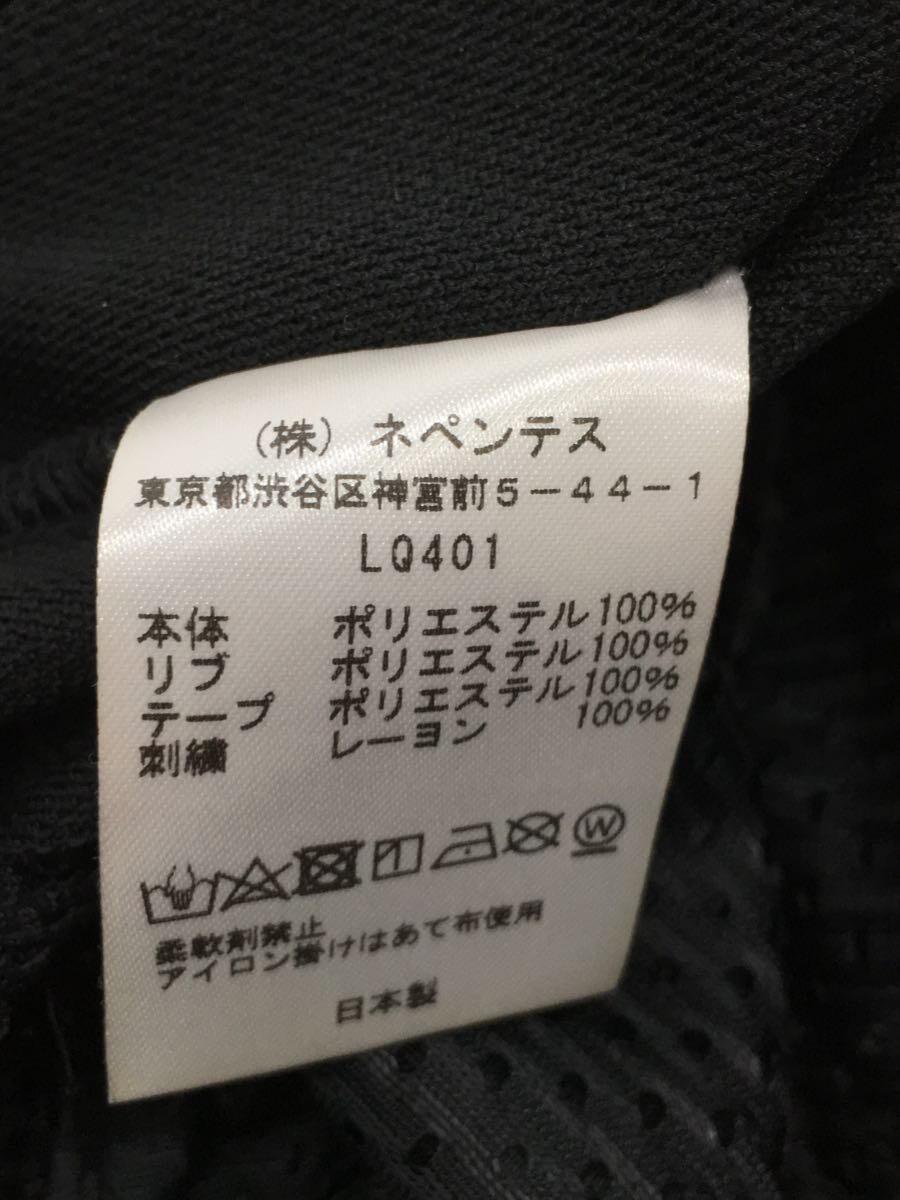 (株) ネペンテス
東京都渋谷区神宮前5-44-1
LQ401
本体 ポリエステル100%
リブ ポリエステル100%
テープ ポリエステル100%
刺繍 レーヨン 100%
W
柔軟剤禁止
アイロン掛けはあて布使用
日本製